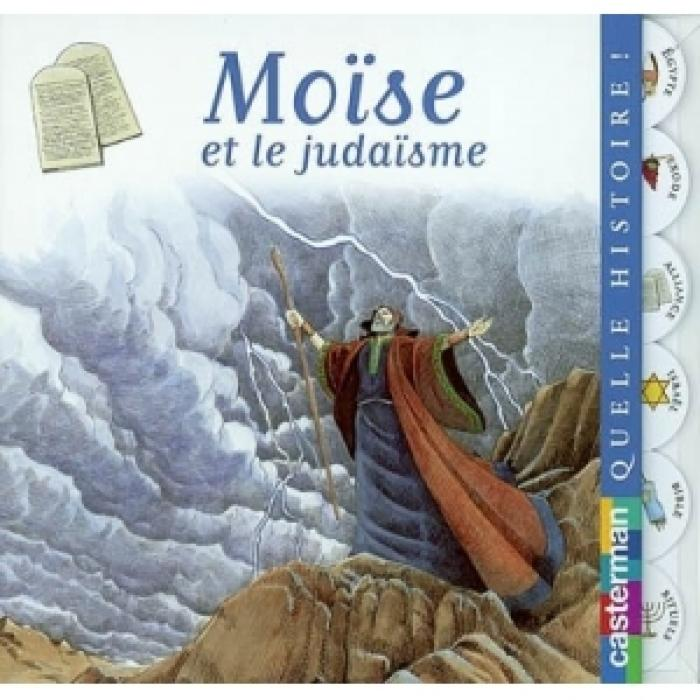 Moïse
et le judaïsme
QUELLE HISTOIRE !
casterman
ÉGYPTE
EXODE
ALLIANCE
ISRAËL
BIBLE
RITUELS